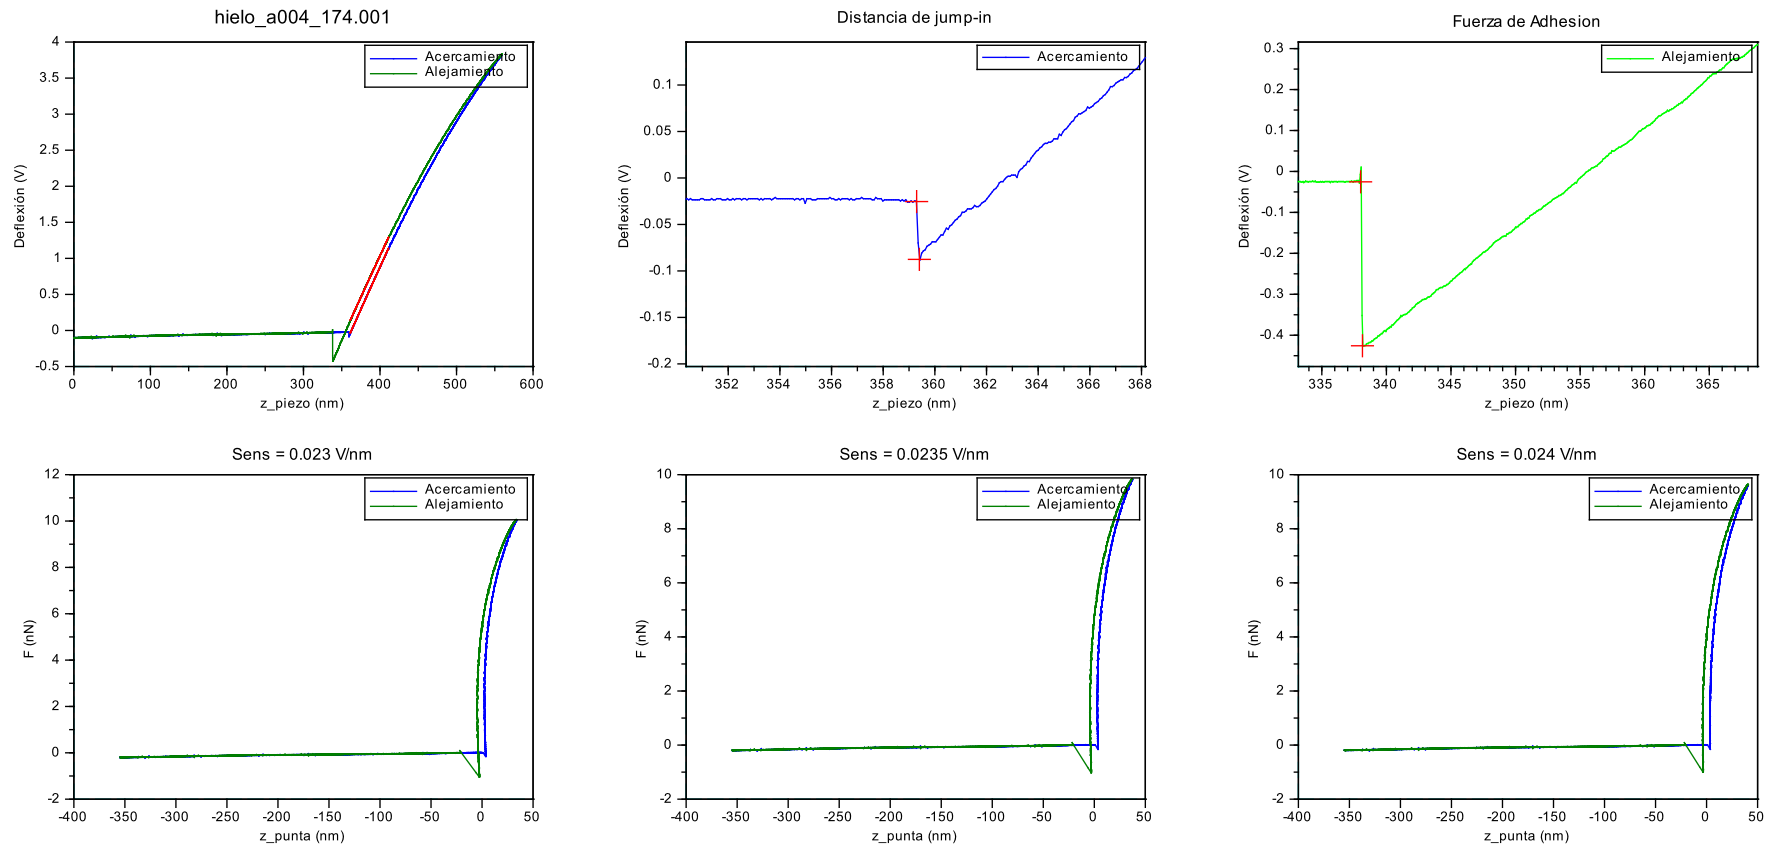 hielo_a004_174.001
Acercamiento
Alejamiento
Deflexión (V)
4
3.5
3
2.5
2
1.5
1
0.5
0
-0.5
0 100 200 300 400 500 600
z_piezo (nm)
Distancia de jump-in
Acercamiento
Deflexión (V)
0.1
0.05
0
-0.05
-0.1
-0.15
-0.2
352 354 356 358 360 362 364 366 368
z_piezo (nm)
Fuerza de Adhesion
Alejamiento
Deflexión (V)
0.3
0.2
0.1
0
-0.1
-0.2
-0.3
-0.4
335 340 345 350 355 360 365
z_piezo (nm)
Sens = 0.023 V/nm
Acercamiento
Alejamiento
F (nN)
12
10
8
6
4
2
0
-2
-400 -350 -300 -250 -200 -150 -100 -50 0 50
z_punta (nm)
Sens = 0.0235 V/nm
Acercamiento
Alejamiento
F (nN)
10
8
6
4
2
0
-2
-400 -350 -300 -250 -200 -150 -100 -50 0 50
z_punta (nm)
Sens = 0.024 V/nm
Acercamiento
Alejamiento
F (nN)
10
8
6
4
2
0
-2
-400 -350 -300 -250 -200 -150 -100 -50 0 50
z_punta (nm)